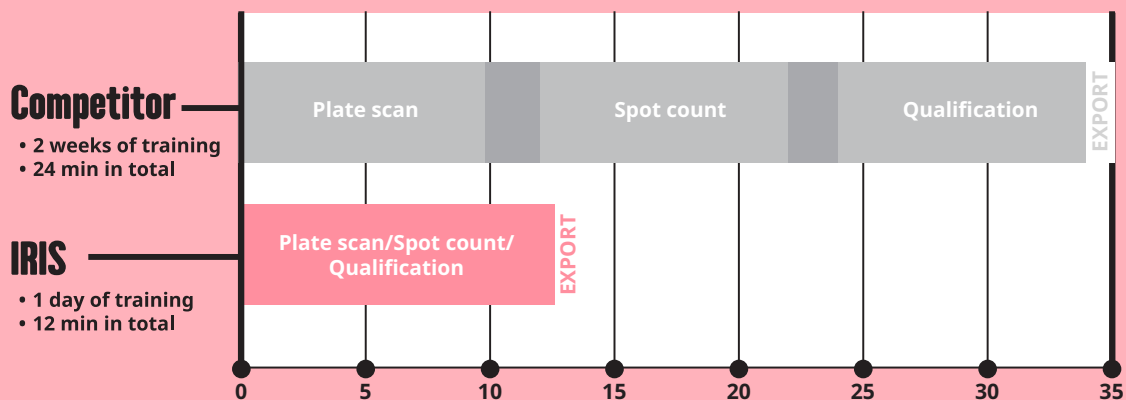 Competitor
• 2 weeks of training
• 24 min in total
Plate scan
Spot count
Qualification
EXPORT
IRIS
• 1 day of training
• 12 min in total
Plate scan/Spot count/
Qualification
EXPORT
0 5 10 15 20 25 30 35